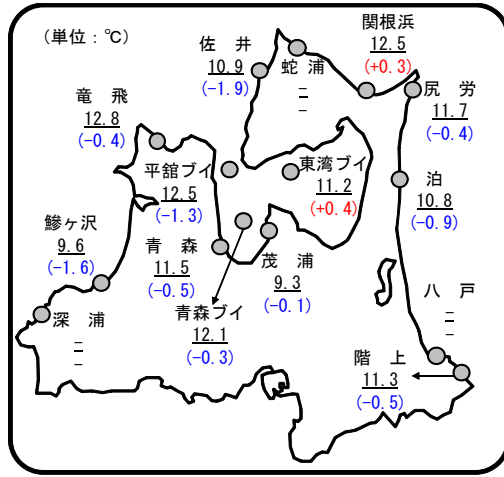 (単位：℃)
関根浜
12.5
(+0.3)
佐 井
10.9
(-1.9)
蛇 浦
－
－
尻 労
11.7
(-0.4)
竜 飛
12.8
(-0.4)
平舘ブイ
12.5
(-1.3)
東湾ブイ
11.2
(+0.4)
泊
10.8
(-0.9)
鰺ヶ沢
9.6
(-1.6)
青 森
11.5
(-0.5)
茂 浦
9.3
(-0.1)
八 戸
－
－
深 浦
－
－
青森ブイ
12.1
(-0.3)
階 上
11.3
(-0.5)